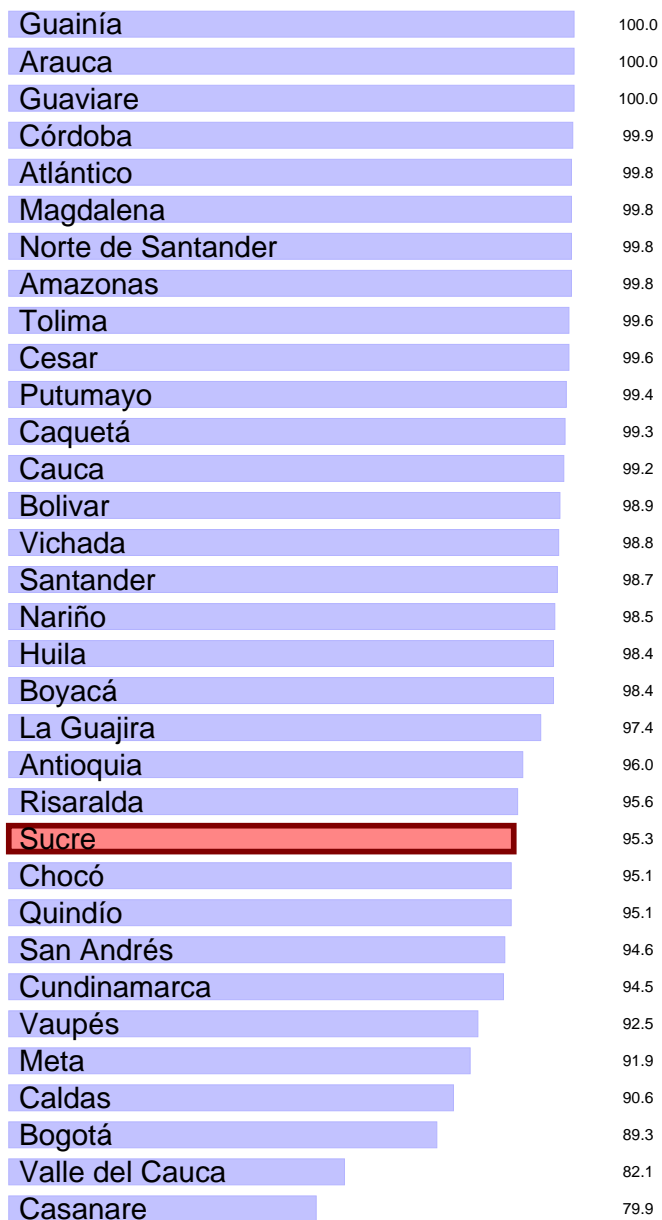 Guainía 100.0
Arauca 100.0
Guaviare 100.0
Córdoba 99.9
Atlántico 99.8
Magdalena 99.8
Norte de Santander 99.8
Amazonas 99.8
Tolima 99.6
Cesar 99.6
Putumayo 99.4
Caquetá 99.3
Cauca 99.2
Bolivar 98.9
Vichada 98.8
Santander 98.7
Nariño 98.5
Huila 98.4
Boyacá 98.4
La Guajira 97.4
Antioquia 96.0
Risaralda 95.6
Sucre 95.3
Chocó 95.1
Quindío 95.1
San Andrés 94.6
Cundinamarca 94.5
Vaupés 92.5
Meta 91.9
Caldas 90.6
Bogotá 89.3
Valle del Cauca 82.1
Casanare 79.9